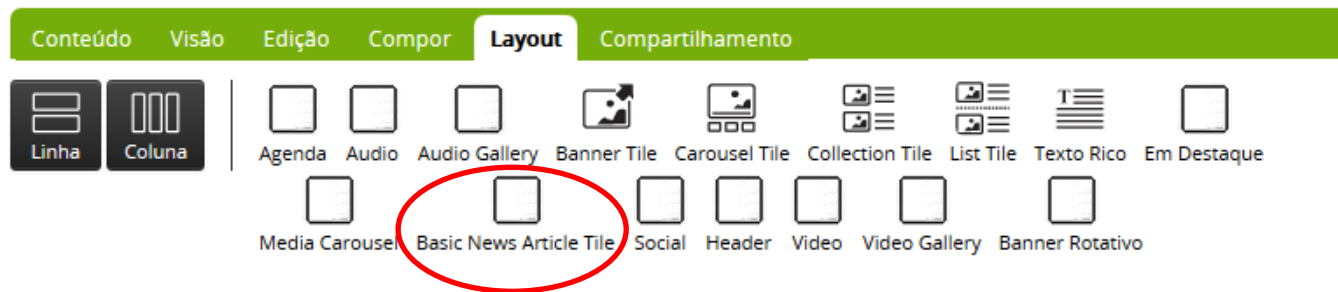 Conteúdo Visão Edição Compor Layout Compartilhamento
Linha Coluna Agenda Audio Audio Gallery Banner Tile Carousel Tile Collection Tile List Tile Texto Rico Em Destaque
Media Carousel Basic News Article Tile Social Header Video Video Gallery Banner Rotativo